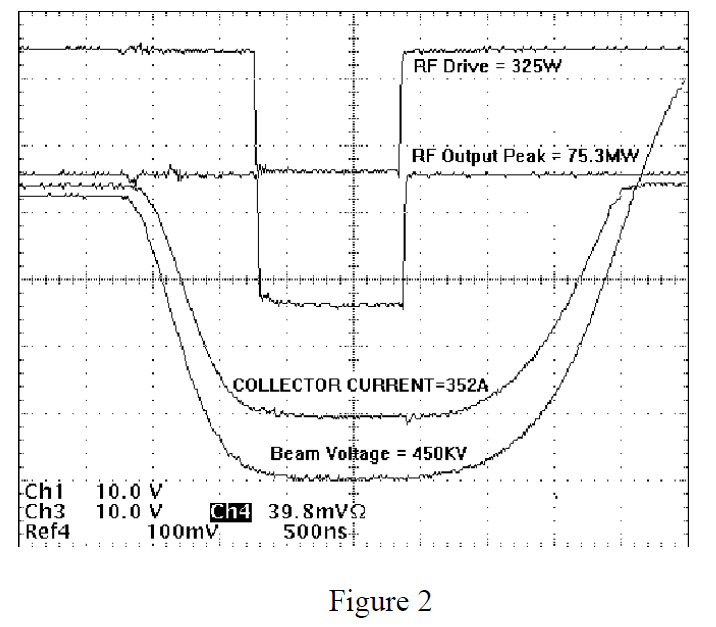 RF Drive = 325W
RF Output Peak = 75.3MW
COLLECTOR CURRENT=352A
Beam Voltage = 450KV
Ch1 10.0 V
Ch3 10.0 V Ch4 39.8mVΩ
Ref4 100mV 500ns
Figure 2